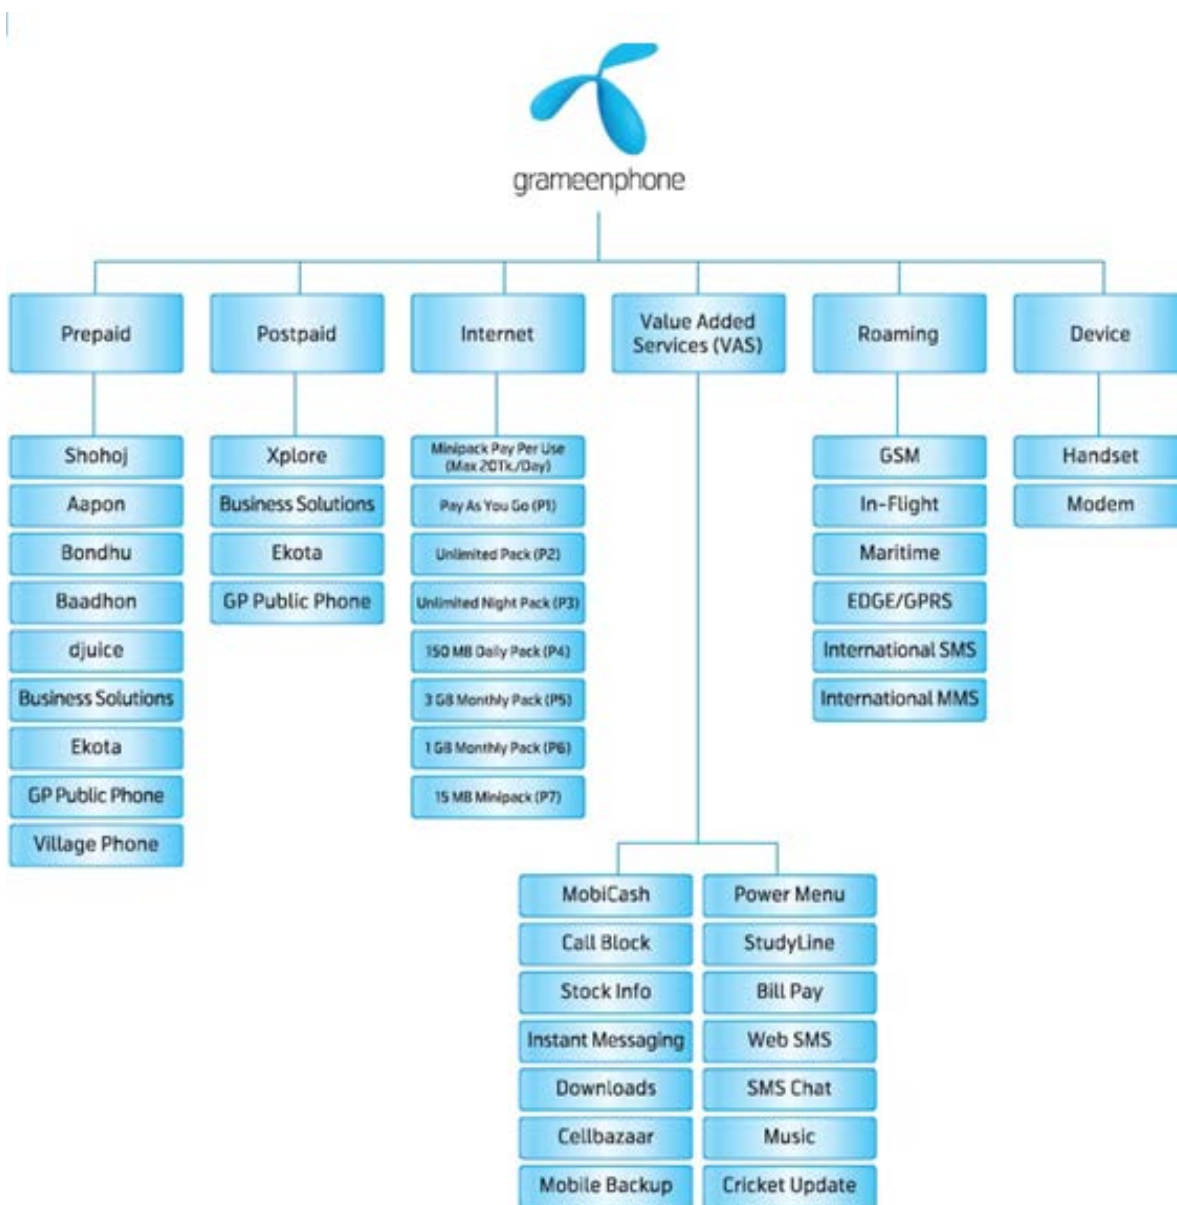 grameenphone
Prepaid
Postpaid
Internet
Value Added
Services (VAS)
Roaming
Device
Shohoj
Aapon
Bondhu
Baadhon
djuice
Business Solutions
Ekota
GP Public Phone
Village Phone
Xplore
Business Solutions
Ekota
GP Public Phone
Minipack Pay Per Use
(Max 20Tk./Day)
Pay As You Go (P1)
Unlimited Pack (P2)
Unlimited Night Pack (P3)
150 MB Daily Pack (P4)
3 GB Monthly Pack (P5)
1 GB Monthly Pack (P6)
15 MB Minipack (P7)
MobiCash
Call Block
Stock Info
Instant Messaging
Downloads
Cellbazaar
Mobile Backup
Power Menu
StudyLine
Bill Pay
Web SMS
SMS Chat
Music
Cricket Update
GSM
In-Flight
Maritime
EDGE/GPRS
International SMS
International MMS
Handset
Modem